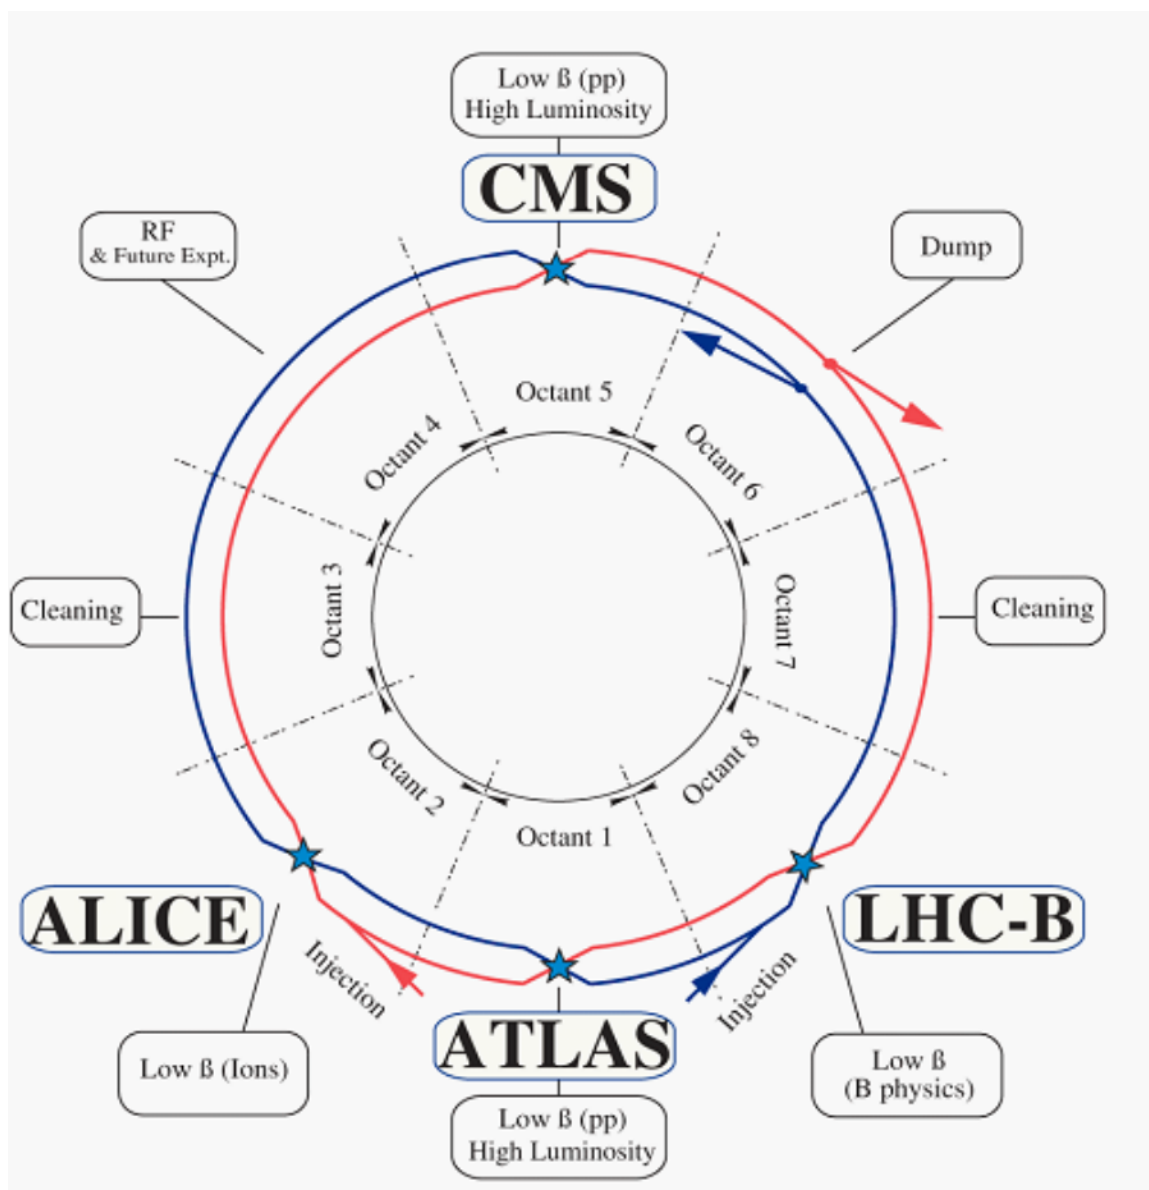 Low ß (pp)
High Luminosity
CMS
RF
& Future Expt.
Dump
Octant 5
Octant 4
Octant 6
Cleaning
Octant 3
Octant 7
Cleaning
Octant 2
Octant 8
Octant 1
ALICE
LHC-B
Injection
Injection
ATLAS
Low ß (Ions)
Low ß
(B physics)
Low ß (pp)
High Luminosity